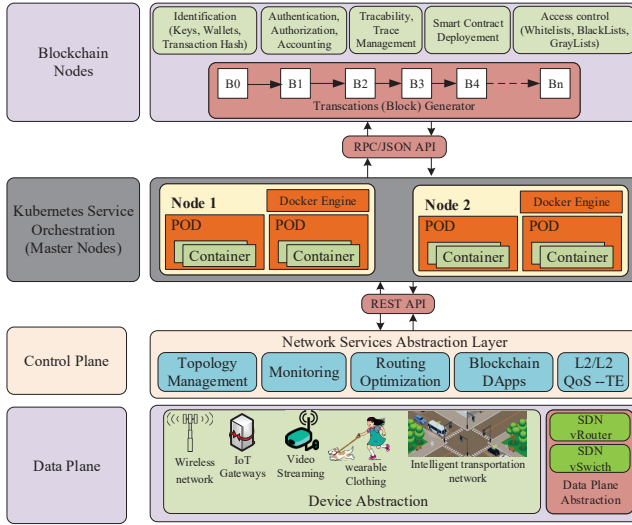 Blockchain
Nodes
Identification
(Keys, Wallets,
Transaction Hash)
Authentication,
Authorization,
Accounting
Tracability,
Trace
Management
Smart Contract
Deployement
Access control
(Whitelists, BlackLists,
GrayLists)
B0
B1
B2
B3
B4
Bn
Transcations (Block) Generator
RPC/JSON API
Kubernetes Service
Orchestration
(Master Nodes)
Node 1
Docker Engine
POD
Container
POD
Container
Node 2
Docker Engine
POD
Container
POD
Container
REST API
Control Plane
Network Services Abstraction Layer
Topology
Management
Monitoring
Routing
Optimization
Blockchain
DApps
L2/L2
QoS --TE
Data Plane
Wireless
network
IoT
Gateways
Video
Streaming
wearable
Clothing
Intelligent transportation
network
Device Abstraction
SDN
vRouter
SDN
vSwicth
Data Plane
Abstraction